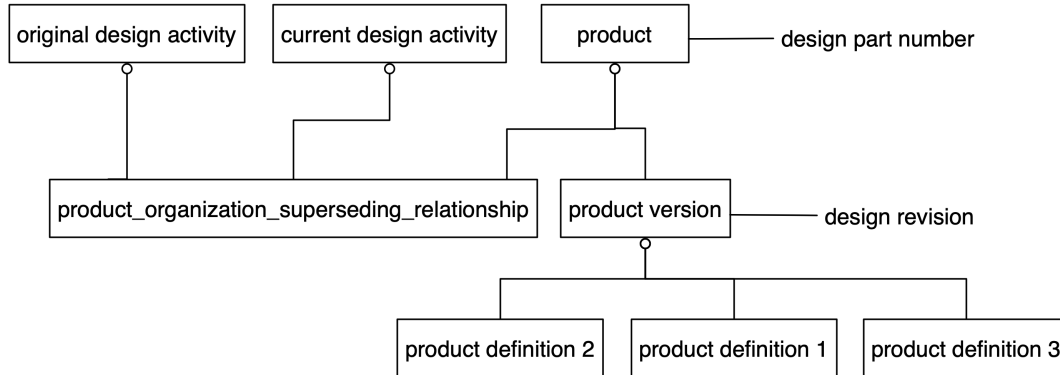 original design activity
current design activity
product
design part number
product_organization_superseding_relationship
product version
design revision
product definition 2
product definition 1
product definition 3